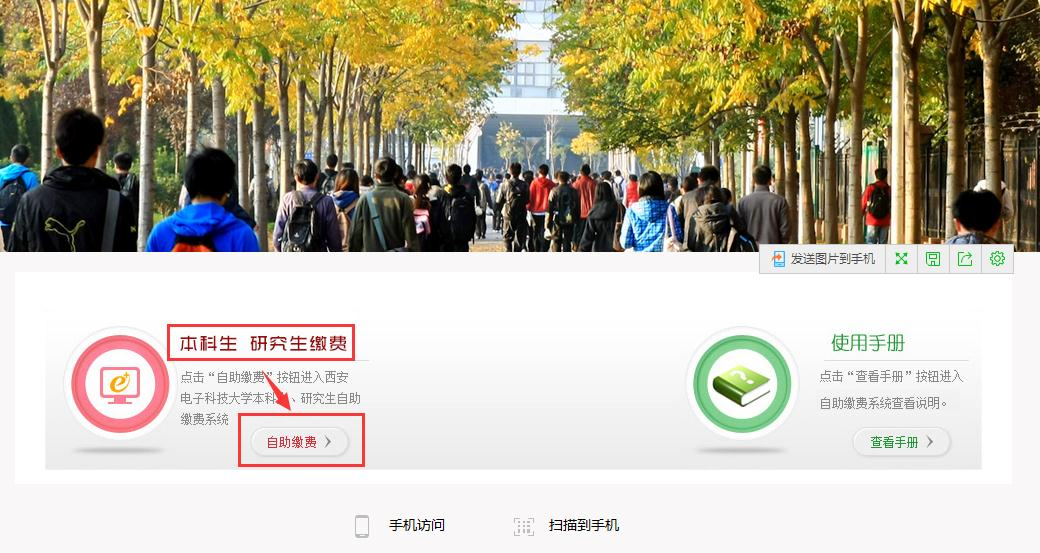 发送图片到手机
本科生 研究生缴费
点击“自助缴费”按钮进入西安
电子科技大学本科生、研究生自助
缴费系统
自助缴费
使用手册
点击“查看手册”按钮进入
自助缴费系统查看说明。
查看手册
手机访问
扫描到手机